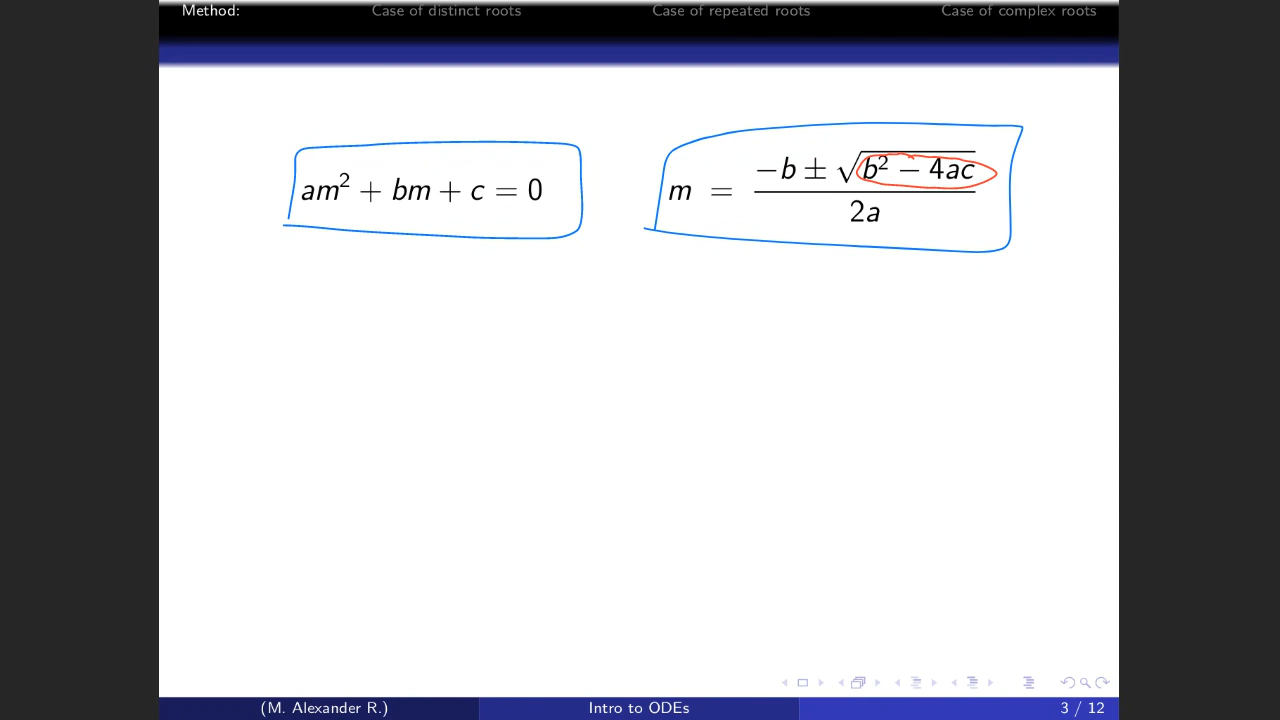 Method: Case of distinct roots Case of repeated roots Case of complex roots
am² + bm + c = 0 m = (−b ± √(b² − 4ac)) / 2a
(M. Alexander R.) Intro to ODEs 3 / 12